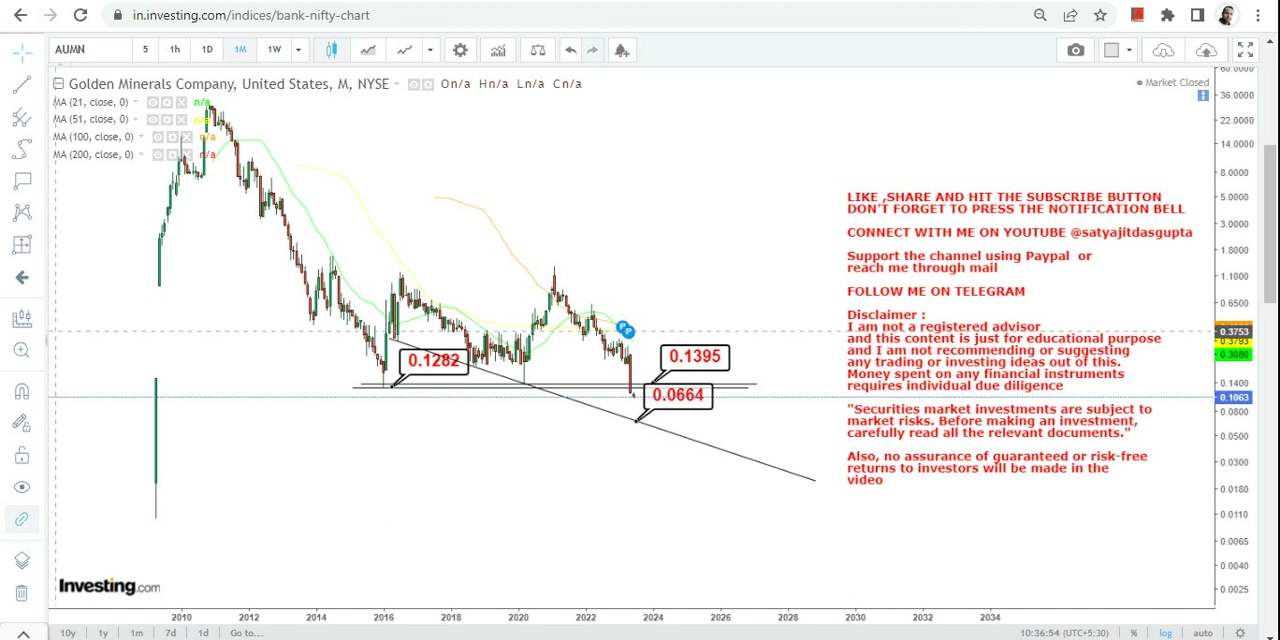 in.investing.com/indices/bank-nifty-chart
AUMN 5 1h 1D 1M 1W
Golden Minerals Company, United States, M, NYSE On/a Hn/a Ln/a Cn/a
Market Closed
MA (21, close, 0) n/a
MA (51, close, 0) n/a
MA (100, close, 0) n/a
MA (200, close, 0) n/a
LIKE ,SHARE AND HIT THE SUBSCRIBE BUTTON
DON'T FORGET TO PRESS THE NOTIFICATION BELL
CONNECT WITH ME ON YOUTUBE @satyajitdasgupta
Support the channel using Paypal or
reach me through mail
FOLLOW ME ON TELEGRAM
Disclaimer :
I am not a registered advisor
and this content is just for educational purpose
and I am not recommending or suggesting
any trading or investing ideas out of this.
Money spent on any financial instruments
requires individual due diligence
"Securities market investments are subject to
market risks. Before making an investment,
carefully read all the relevant documents."
Also, no assurance of guaranteed or risk-free
returns to investors will be made in the
video
P P
0.1282
0.1395
0.0664
60.0000
36.0000
22.0000
14.0000
8.0000
5.0000
3.0000
1.8000
1.1000
0.6500
0.3753
0.3793
0.3080
0.1400
0.1063
0.0800
0.0500
0.0300
0.0180
0.0110
0.0065
0.0040
0.0025
Investing.com
2010 2012 2014 2016 2018 2020 2022 2024 2026 2028 2030 2032 2034
10y 1y 1m 7d 1d Go to... 10:36:54 (UTC+5:30) % log auto